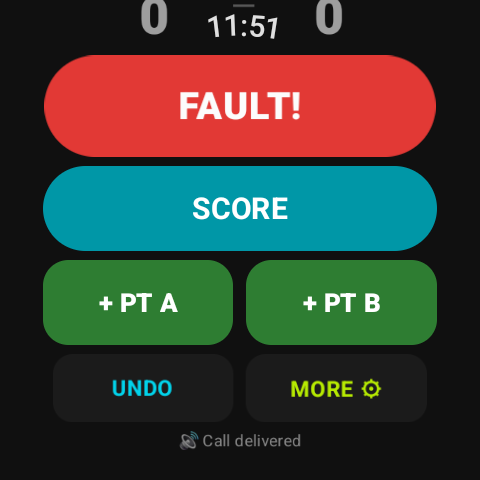 0 11:51 0
FAULT!
SCORE
+ PT A + PT B
UNDO MORE
Call delivered